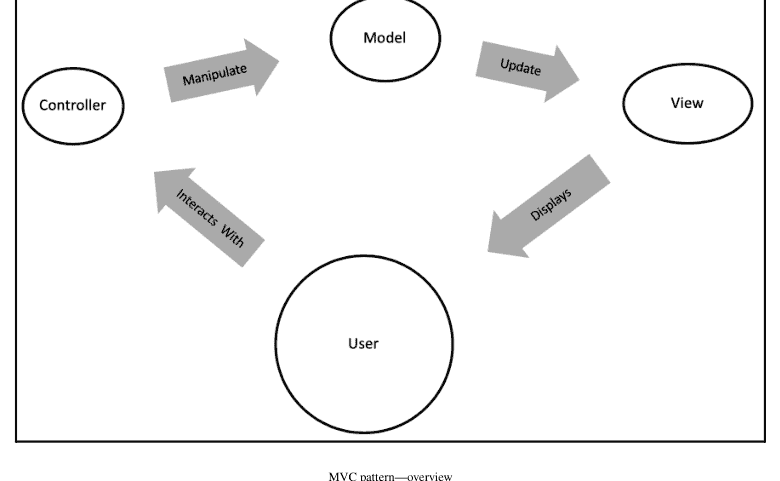 Model
Manipulate
Update
Controller
View
Interacts With
Displays
User
MVC pattern—overview